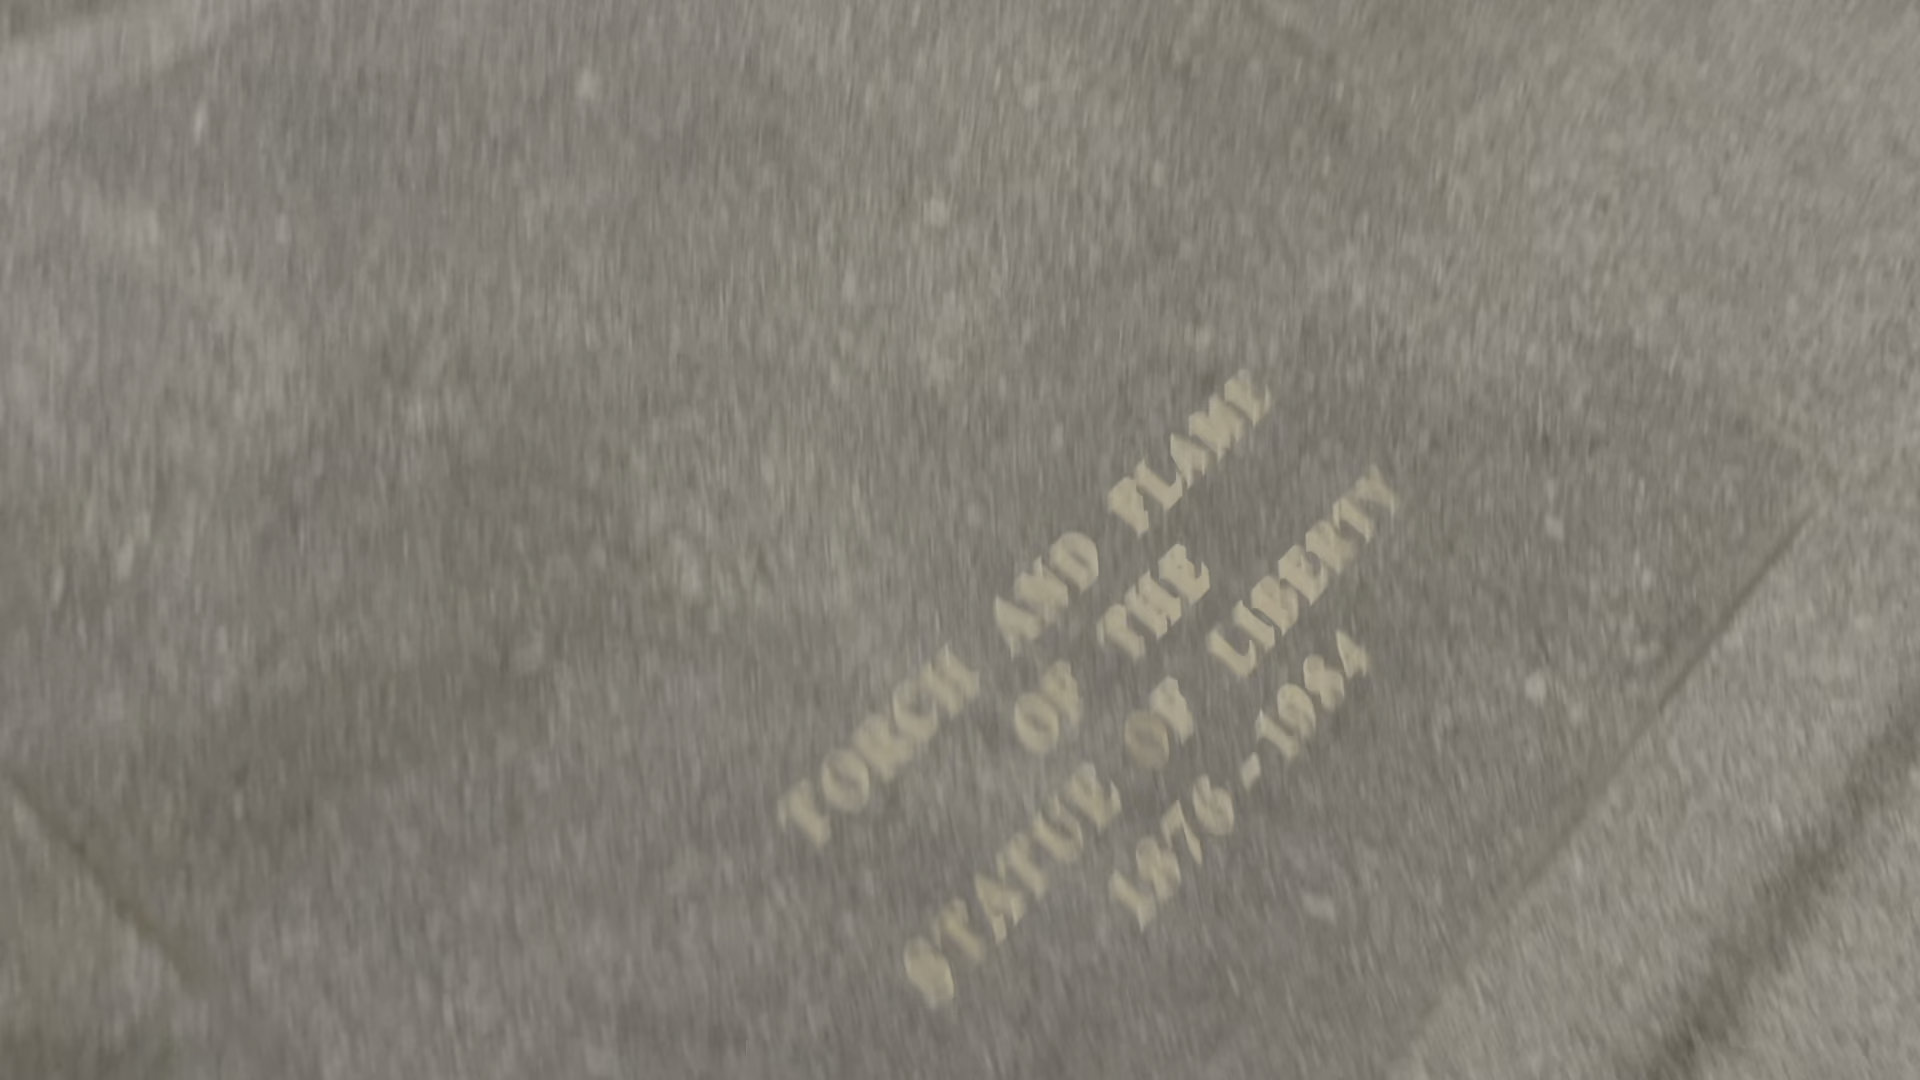 TORCH AND FLAME
OF THE
STATUE OF LIBERTY
1876-1984